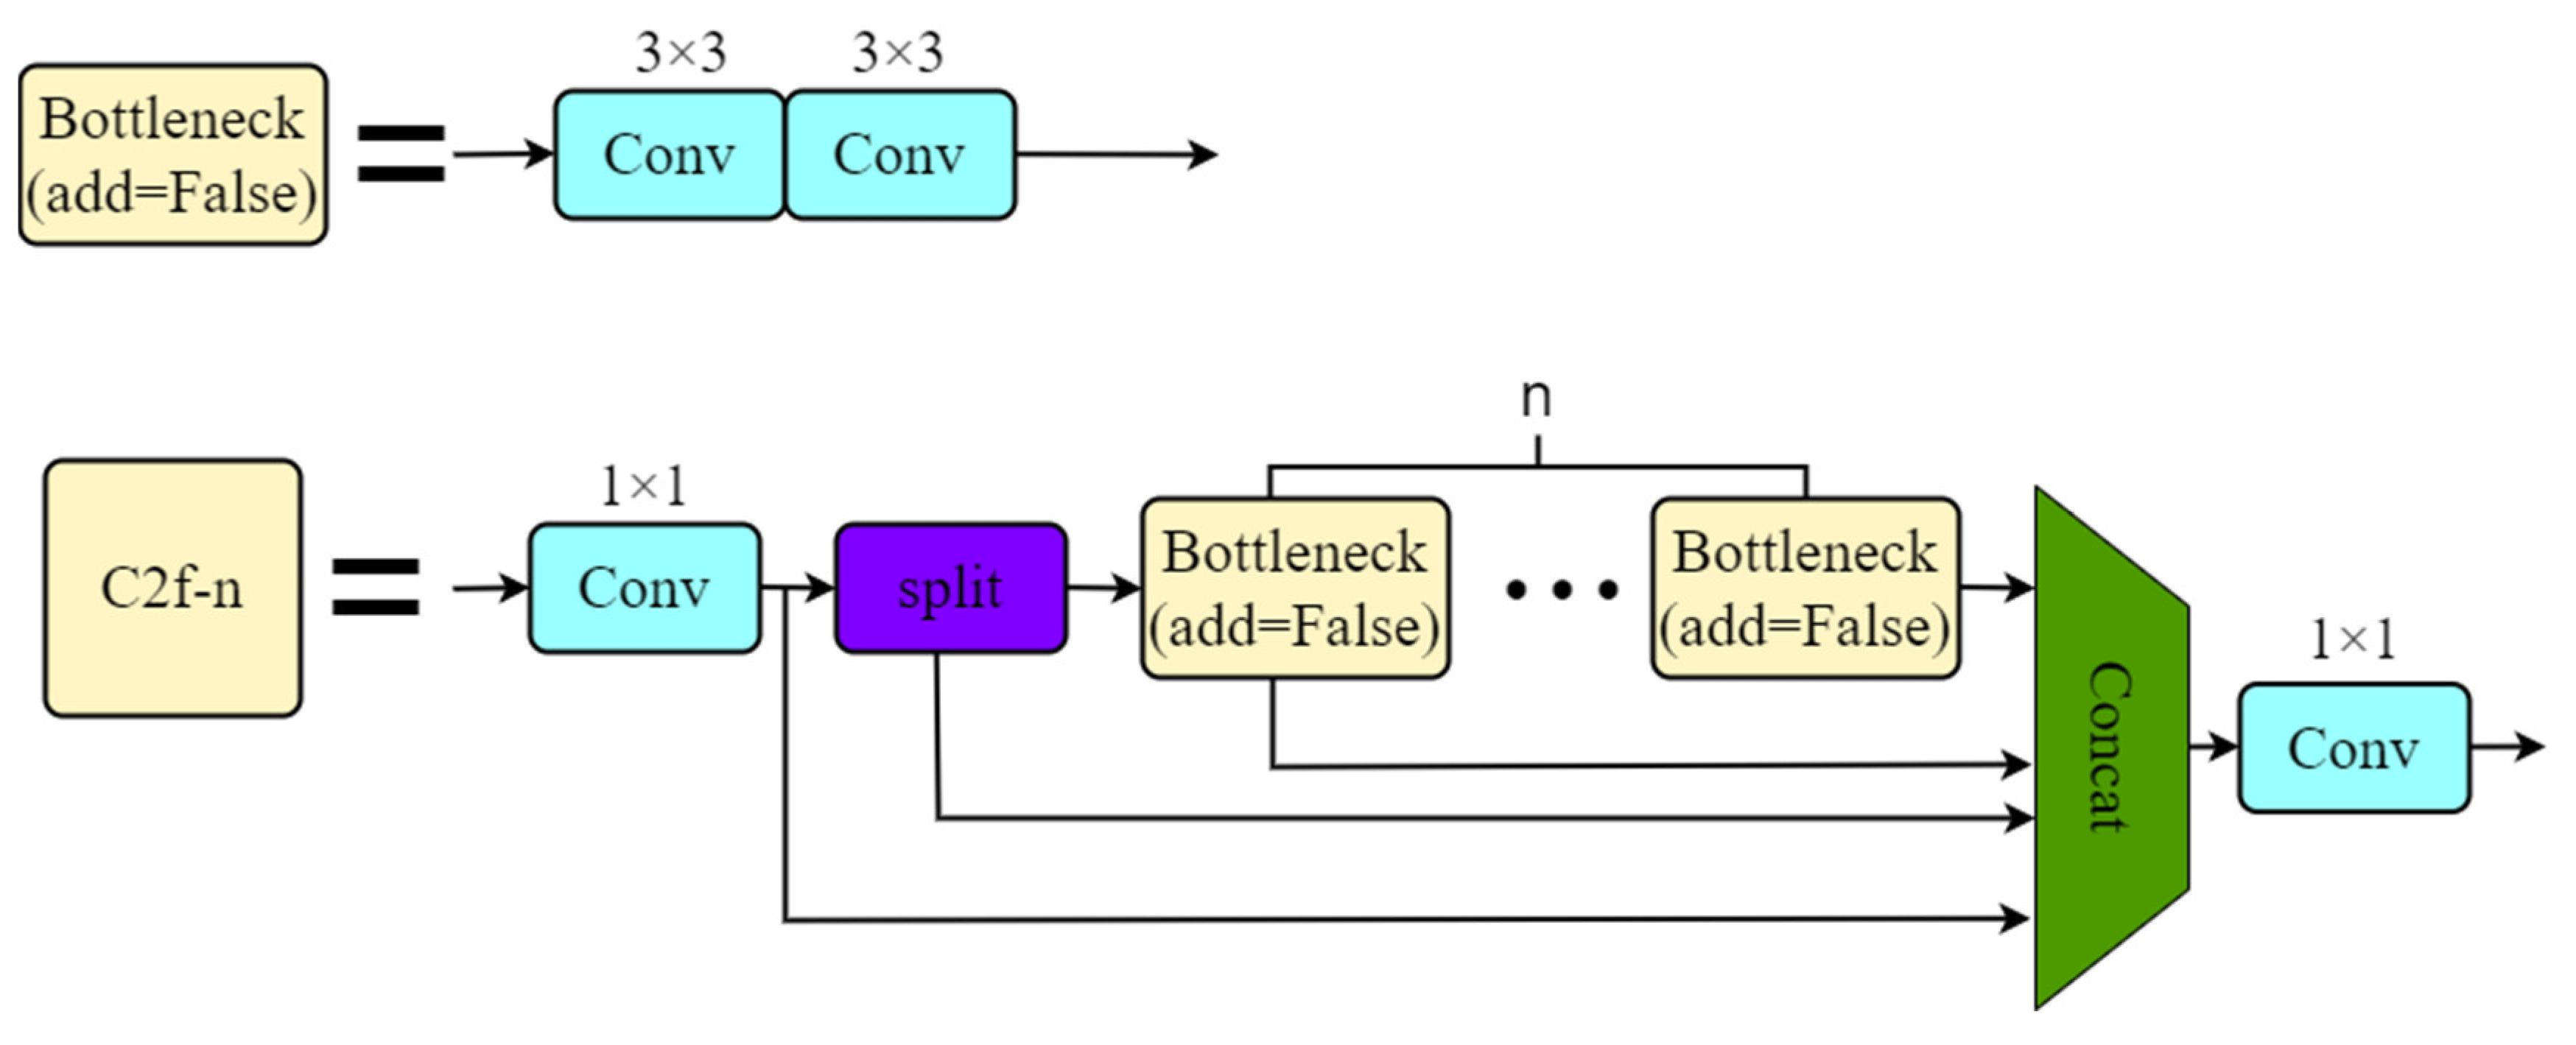 3×3 3×3
Bottleneck
(add=False)
Conv Conv
n
1×1
C2f-n
Conv
split
Bottleneck
(add=False)
Bottleneck
(add=False)
Concat
1×1
Conv